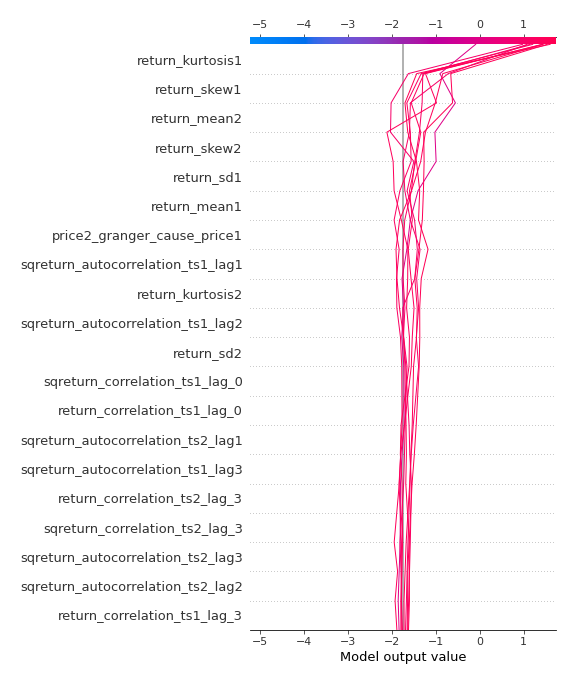 −5 −4 −3 −2 −1 0 1
return_kurtosis1
return_skew1
return_mean2
return_skew2
return_sd1
return_mean1
price2_granger_cause_price1
sqreturn_autocorrelation_ts1_lag1
return_kurtosis2
sqreturn_autocorrelation_ts1_lag2
return_sd2
sqreturn_correlation_ts1_lag_0
return_correlation_ts1_lag_0
sqreturn_autocorrelation_ts2_lag1
sqreturn_autocorrelation_ts1_lag3
return_correlation_ts2_lag_3
sqreturn_correlation_ts2_lag_3
sqreturn_autocorrelation_ts2_lag3
sqreturn_autocorrelation_ts2_lag2
return_correlation_ts1_lag_3
−5 −4 −3 −2 −1 0 1
Model output value